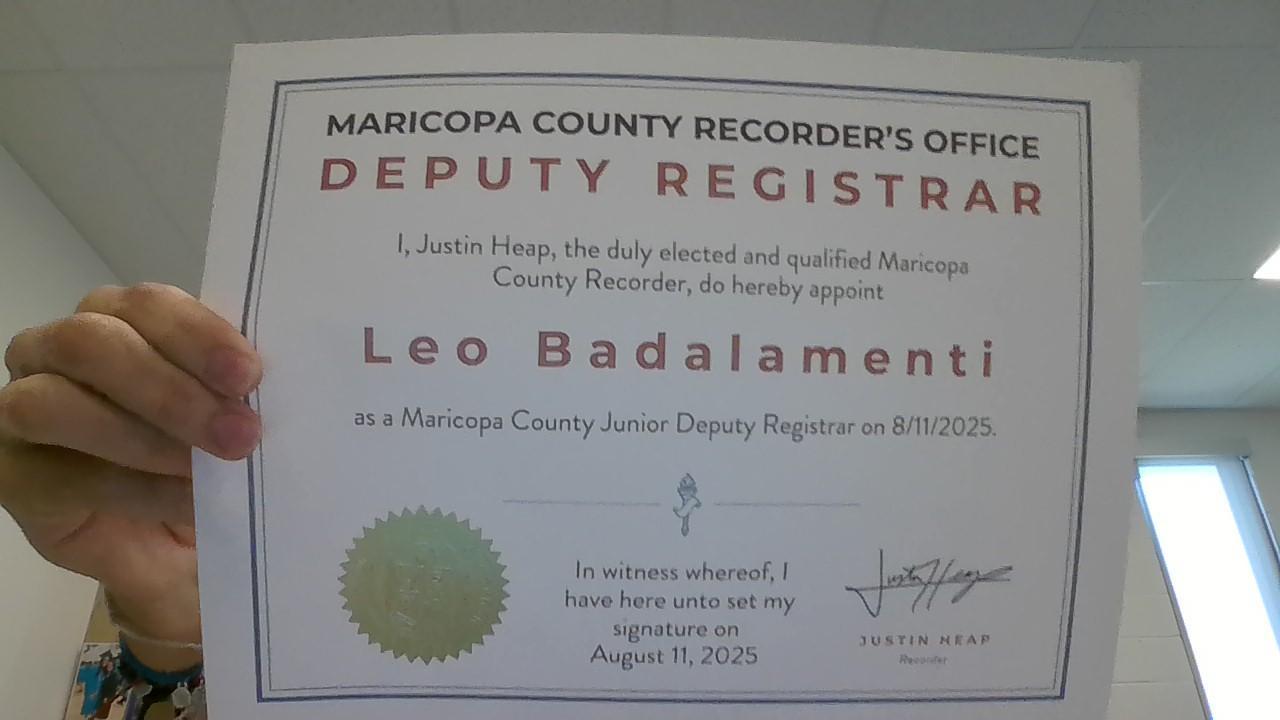 MARICOPA COUNTY RECORDER'S OFFICE
DEPUTY REGISTRAR
I, Justin Heap, the duly elected and qualified Maricopa
County Recorder, do hereby appoint
Leo Badalamenti
as a Maricopa County Junior Deputy Registrar on 8/11/2025.
In witness whereof, I
have here unto set my
signature on
August 11, 2025
Justin Heap
JUSTIN HEAP
Recorder